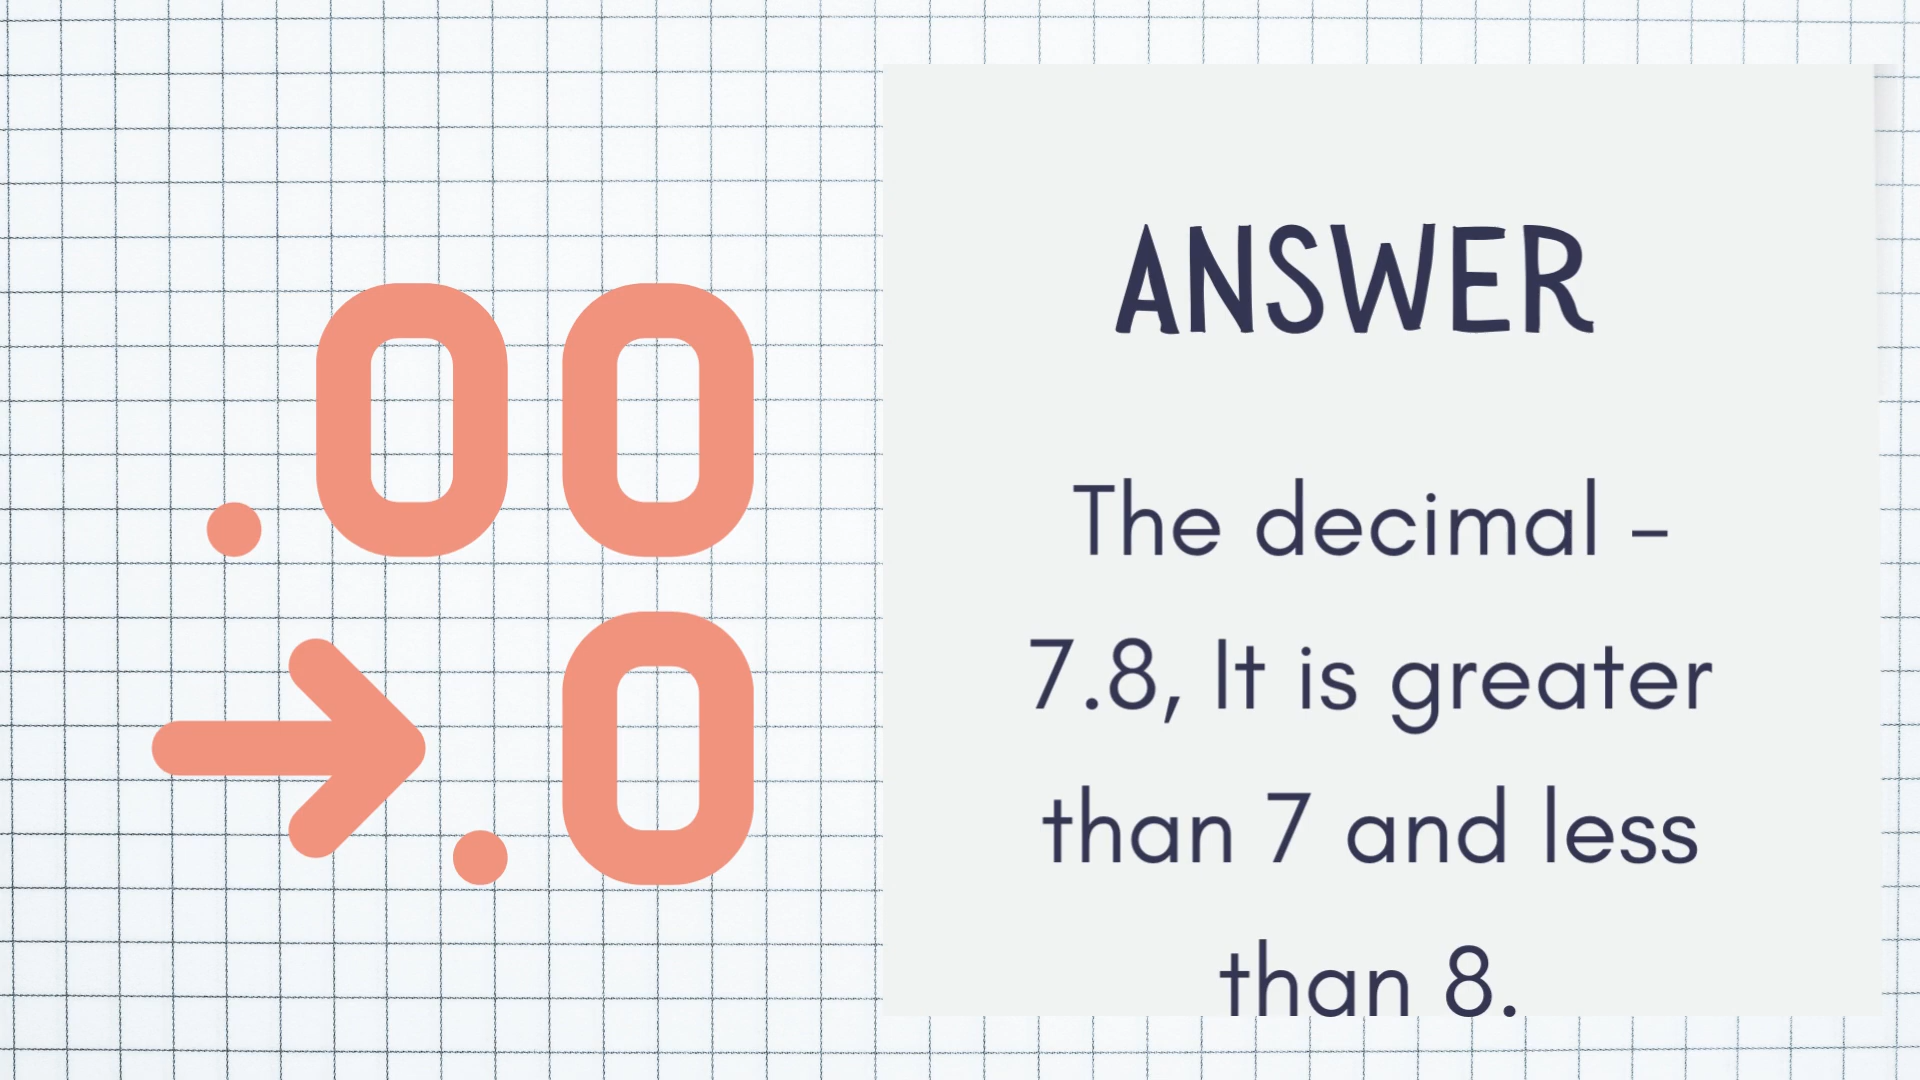 .00
.0
ANSWER
The decimal –
7.8, It is greater
than 7 and less
than 8.